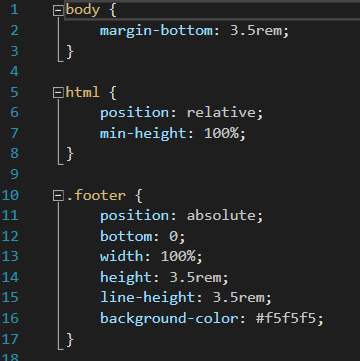 1 body {
2 margin-bottom: 3.5rem;
3 }
4
5 html {
6 position: relative;
7 min-height: 100%;
8 }
9
10 .footer {
11 position: absolute;
12 bottom: 0;
13 width: 100%;
14 height: 3.5rem;
15 line-height: 3.5rem;
16 background-color: #f5f5f5;
17 }
18